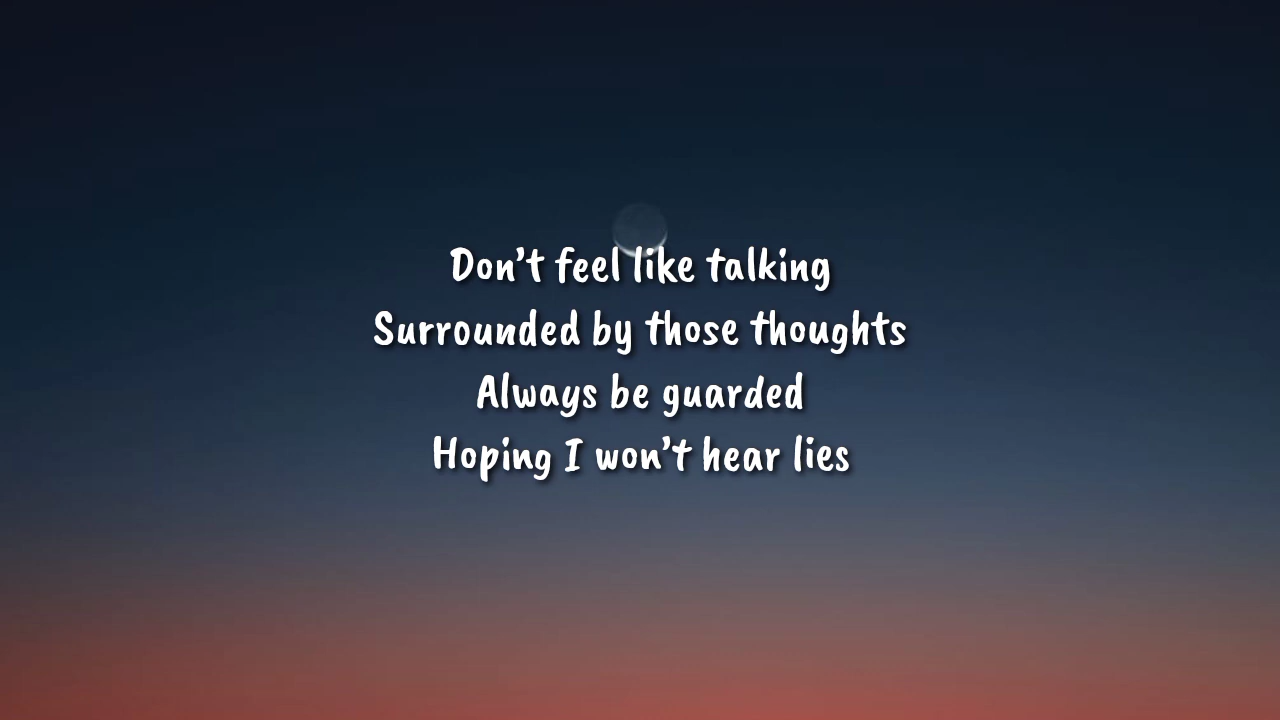 Don’t feel like talking
Surrounded by those thoughts
Always be guarded
Hoping I won’t hear lies